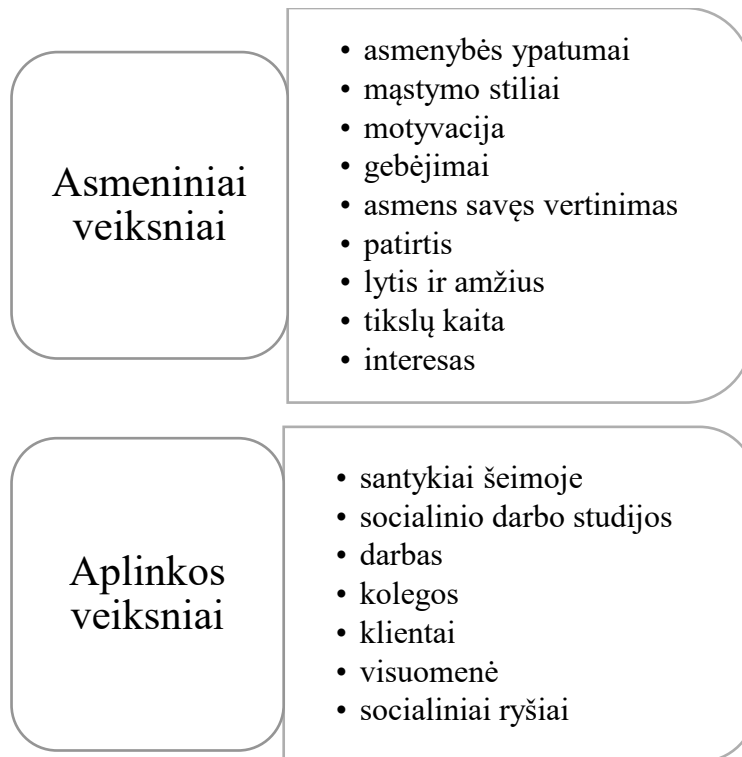 Asmeniniai
veiksniai
• asmenybės ypatumai
• mąstymo stiliai
• motyvacija
• gebėjimai
• asmens savęs vertinimas
• patirtis
• lytis ir amžius
• tikslų kaita
• interesas
Aplinkos
veiksniai
• santykiai šeimoje
• socialinio darbo studijos
• darbas
• kolegos
• klientai
• visuomenė
• socialiniai ryšiai